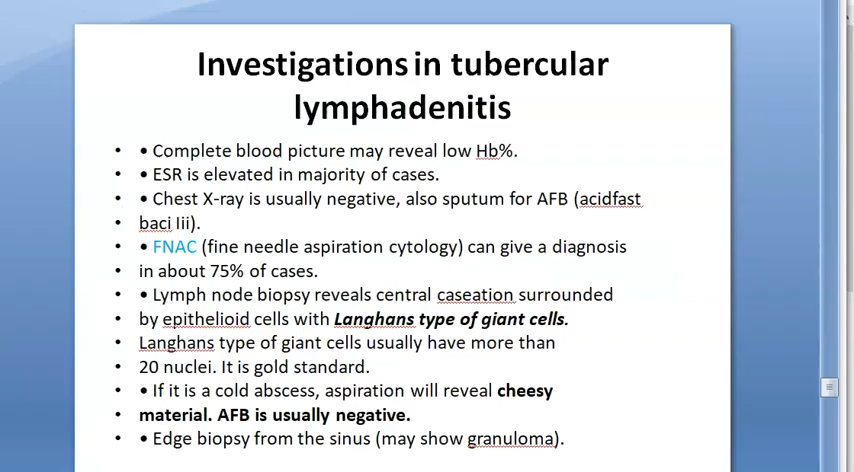 Investigations in tubercular
lymphadenitis
• • Complete blood picture may reveal low Hb%.
• • ESR is elevated in majority of cases.
• • Chest X-ray is usually negative, also sputum for AFB (acidfast
• baci Iii).
• • FNAC (fine needle aspiration cytology) can give a diagnosis
• in about 75% of cases.
• • Lymph node biopsy reveals central caseation surrounded
• by epithelioid cells with Langhans type of giant cells.
• Langhans type of giant cells usually have more than
• 20 nuclei. It is gold standard.
• • If it is a cold abscess, aspiration will reveal cheesy
• material. AFB is usually negative.
• • Edge biopsy from the sinus (may show granuloma).